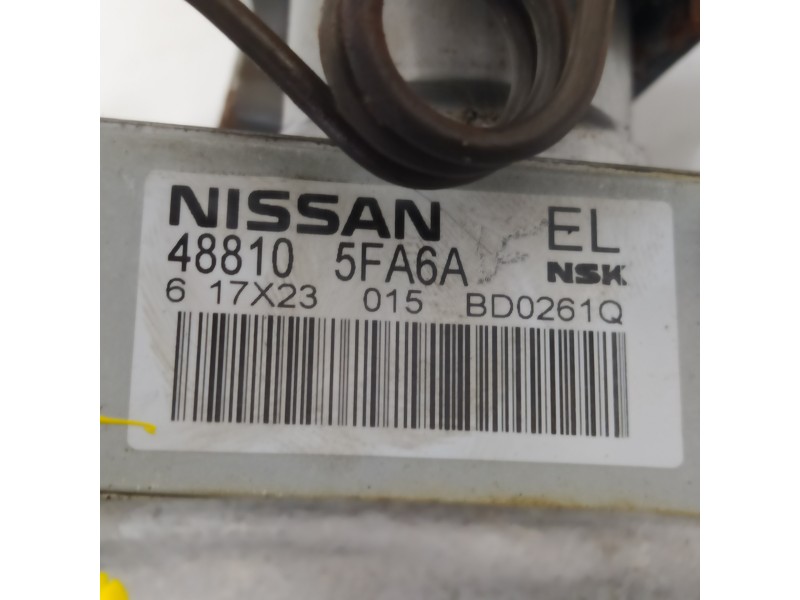 NISSAN EL
48810 5FA6A NSK
6 17X23 015 BD0261Q